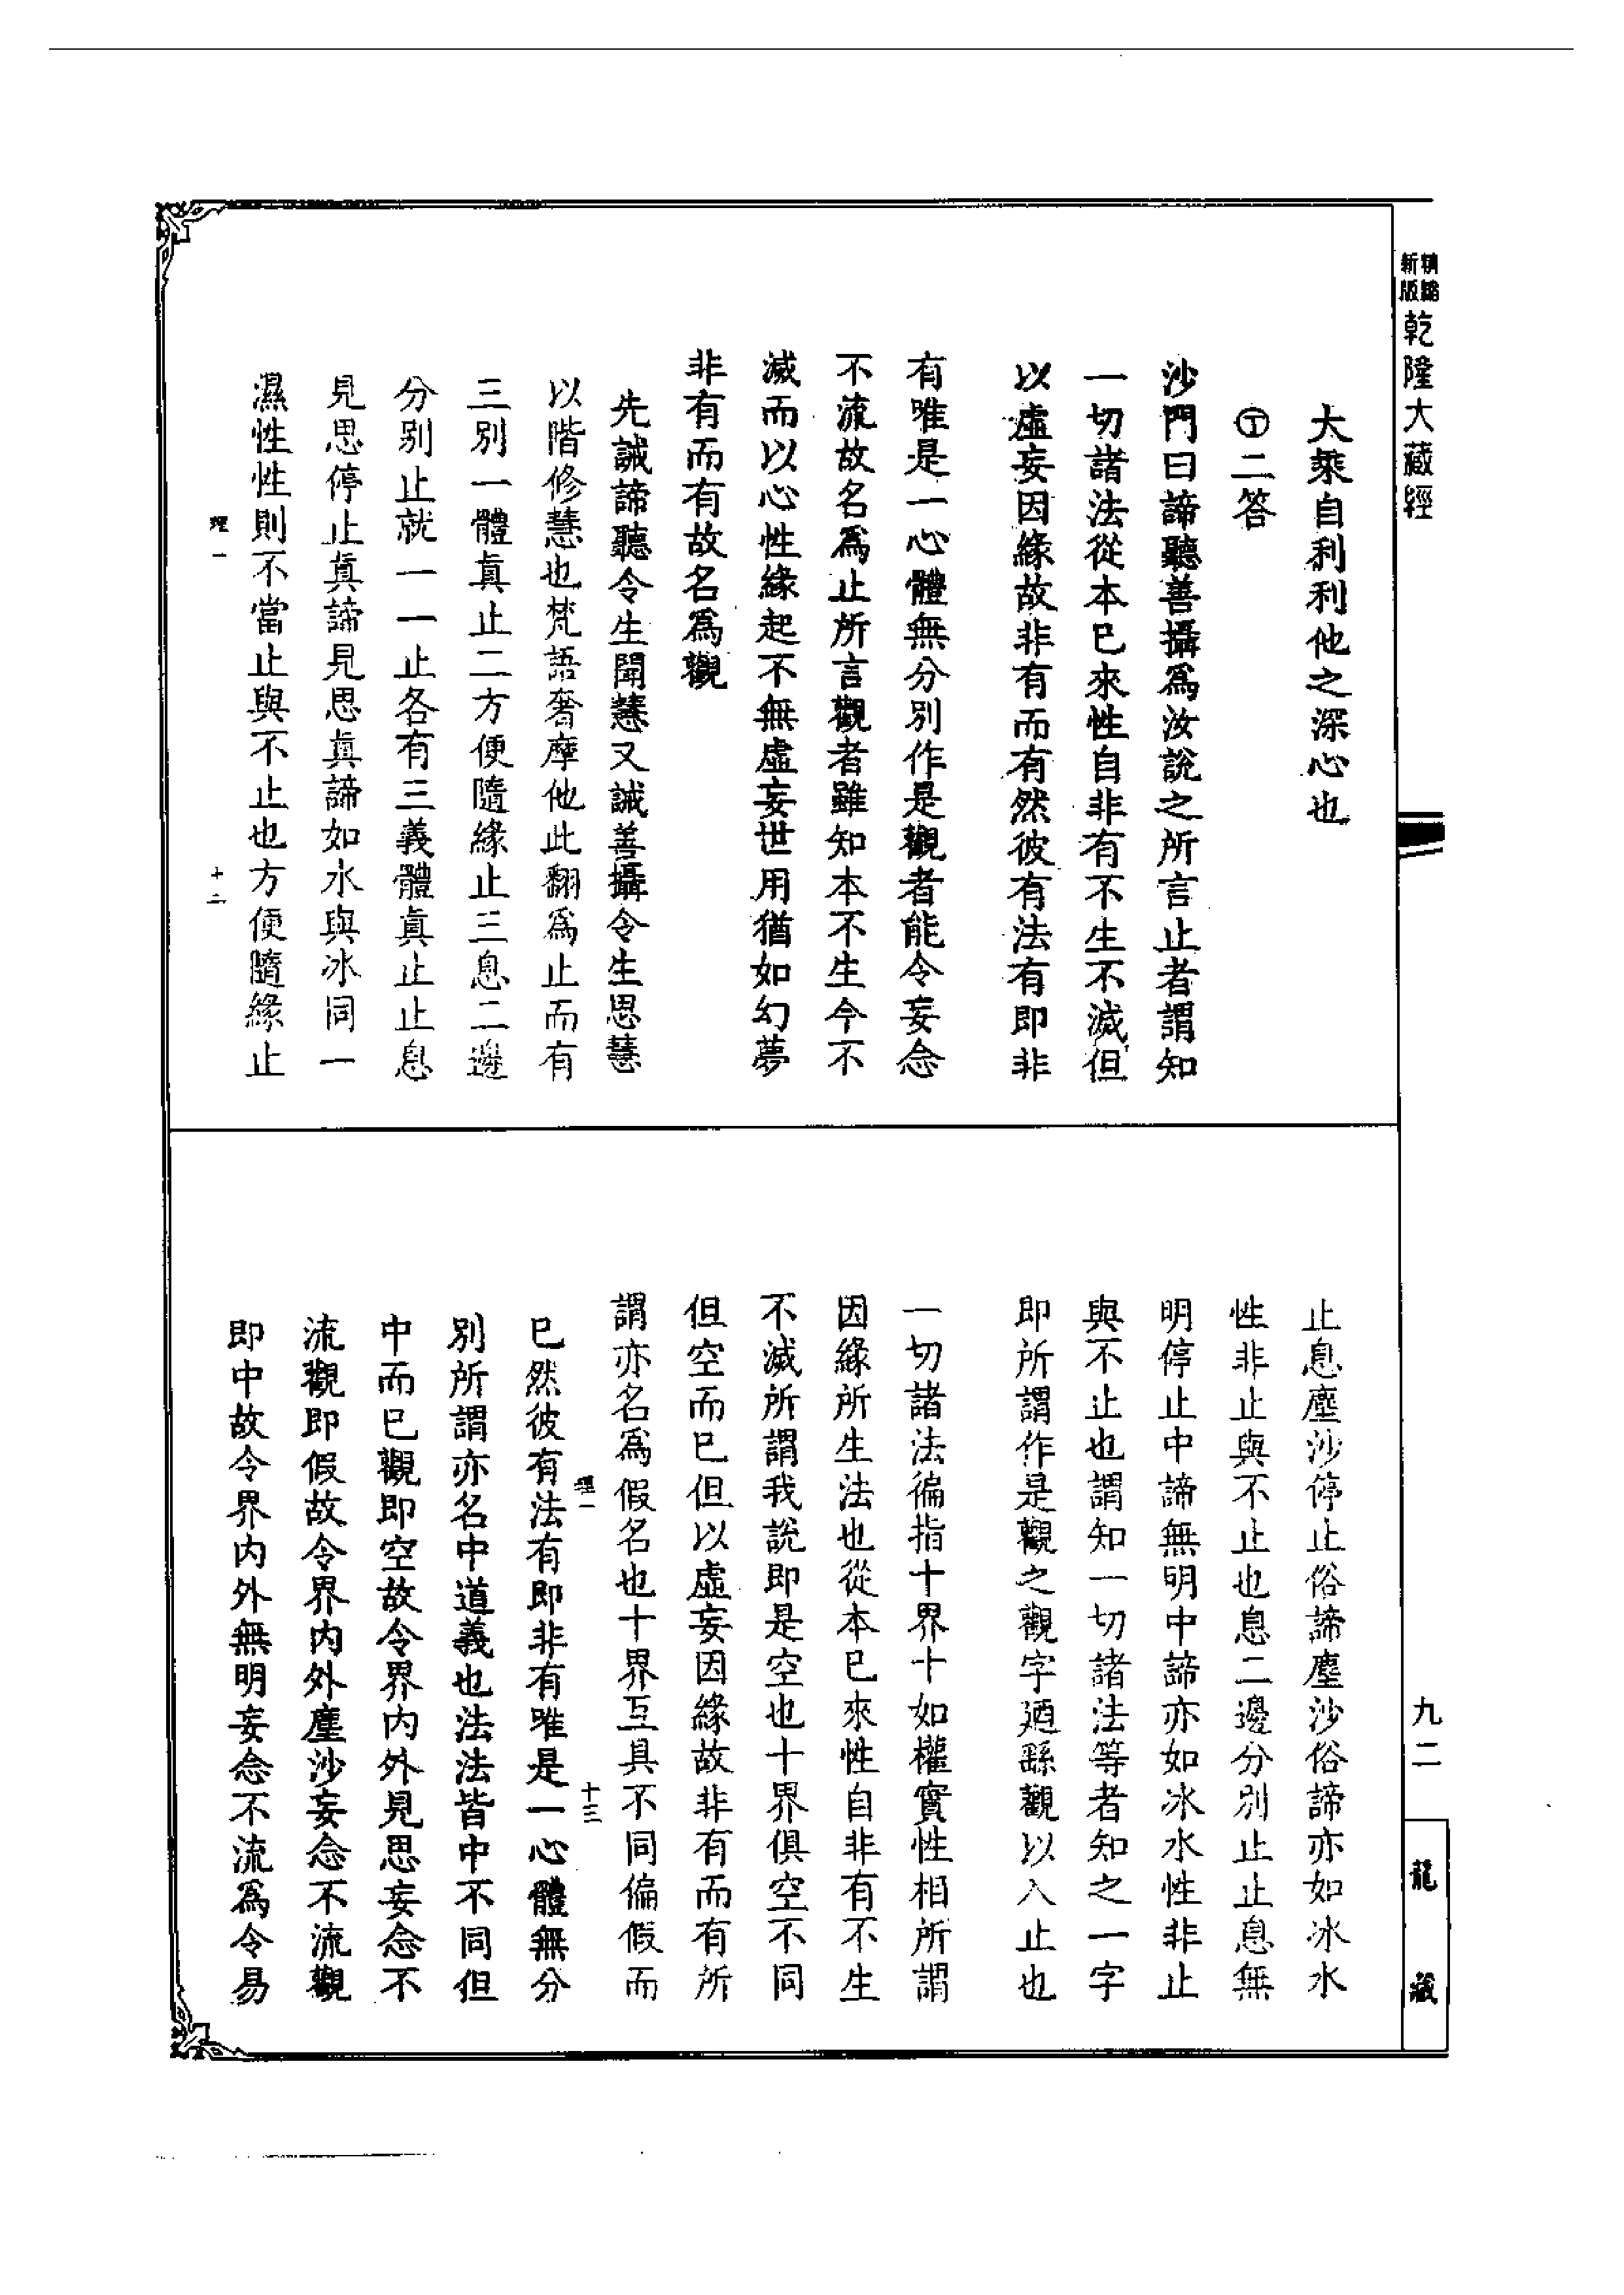 精縮
新版
乾隆大藏經
九二
龍藏
大乘自利利他之深心也
㊦二答
沙門曰諦聽善攝爲汝說之所言止者謂知
一切諸法從本已來性自非有不生不滅但
以虛妄因緣故非有而有然彼有法有即非
有唯是一心體無分別作是觀者能令妄念
不流故名爲止所言觀者雖知本不生今不
滅而以心性緣起不無虛妄世用猶如幻夢
非有而有故名爲觀
先誡諦聽令生聞慧又誡善攝令生思慧
以階修慧也梵語奢摩他此翻爲止而有
三別一體真止二方便隨緣止三息二邊
分別止就一一止各有三義體真止止息
見思停止真諦見思真諦如水與冰同一
濕性性則不當止與不止也方便隨緣止
理一
十二
止息塵沙停止俗諦塵沙俗諦亦如冰水
性非止與不止也息二邊分別止止息無
明停止中諦無明中諦亦如冰水性非止
與不止也謂知一切諸法等者知之一字
即所謂作是觀之觀字廼繇觀以入止也
一切諸法徧指十界十如權實性相所謂
因緣所生法也從本已來性自非有不生
不滅所謂我說即是空也十界俱空不同
但空而已但以虛妄因緣故非有而有所
謂亦名爲假名也十界互具不同偏假而
理一
十三
已然彼有法有即非有唯是一心體無分
別所謂亦名中道義也法法皆中不同但
中而已觀即空故令界內外見思妄念不
流觀即假故令界內外塵沙妄念不流觀
即中故令界內外無明妄念不流爲令易